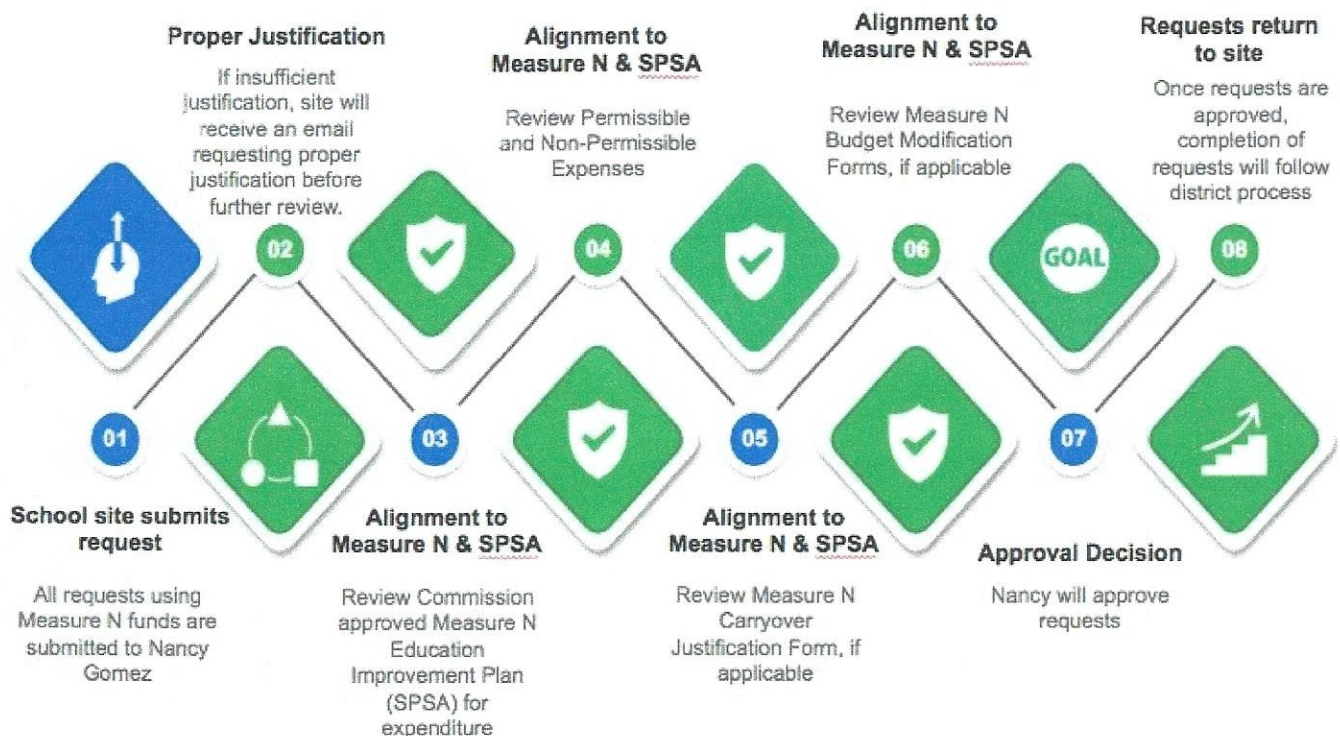 01
School site submits
request
All requests using
Measure N funds are
submitted to Nancy
Gomez
02
Proper Justification
If insufficient
justification, site will
receive an email
requesting proper
justification before
further review.
03
Alignment to
Measure N & SPSA
Review Commission
approved Measure N
Education
Improvement Plan
(SPSA) for
expenditure
04
Alignment to
Measure N & SPSA
Review Permissible
and Non-Permissible
Expenses
05
Alignment to
Measure N & SPSA
Review Measure N
Carryover
Justification Form, if
applicable
06
Alignment to
Measure N & SPSA
Review Measure N
Budget Modification
Forms, if applicable
GOAL
07
Approval Decision
Nancy will approve
requests
08
Requests return
to site
Once requests are
approved,
completion of
requests will follow
district process